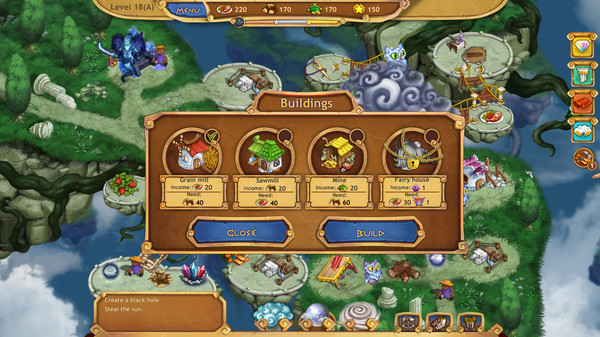 Level 18(A)
MENU
220
170
170
150
Buildings
Grain mill
Sawmill
Mine
Fairy house
Income: 20
Income: 20
Income: 20
Income: 1
Need:
Need:
Need:
Need:
40
40
60
30 1
CLOSE
BUILD
Create a black hole
Steal the sun